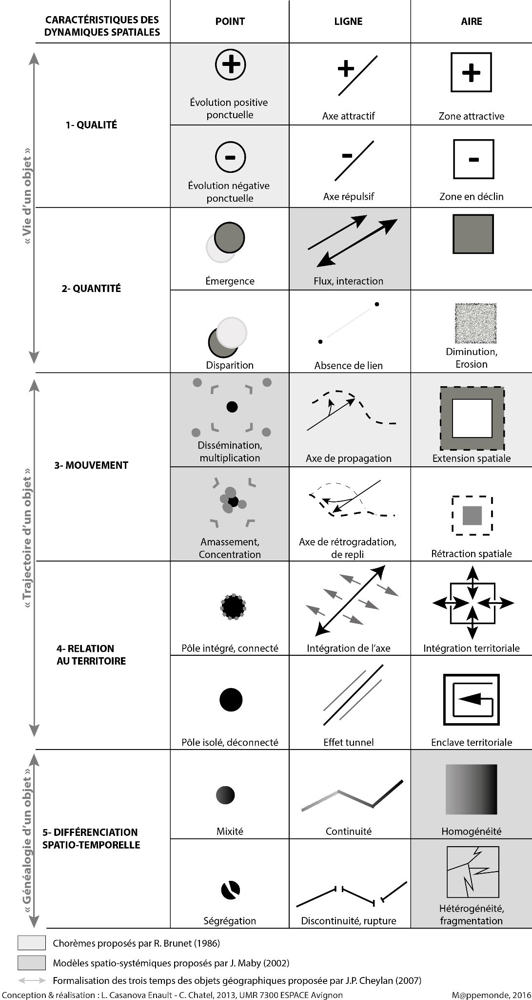 CARACTÉRISTIQUES DES
DYNAMIQUES SPATIALES
POINT
LIGNE
AIRE
« Vie d'un objet »
1- QUALITÉ
+
Évolution positive
ponctuelle
+
Axe attractif
+
Zone attractive
-
Évolution négative
ponctuelle
-
Axe répulsif
-
Zone en déclin
2- QUANTITÉ
Émergence
Flux, interaction
Disparition
Absence de lien
Diminution,
Erosion
« Trajectoire d'un objet »
3- MOUVEMENT
Dissémination,
multiplication
Axe de propagation
Extension spatiale
Amassement,
Concentration
Axe de rétrogradation,
de repli
Rétraction spatiale
4- RELATION
AU TERRITOIRE
Pôle intégré, connecté
Intégration de l'axe
Intégration territoriale
Pôle isolé, déconnecté
Effet tunnel
Enclave territoriale
« Généalogie d'un objet »
5- DIFFÉRENCIATION
SPATIO-TEMPORELLE
Mixité
Continuité
Homogénéité
Ségrégation
Discontinuité, rupture
Hétérogénéité,
fragmentation
Chorèmes proposés par R. Brunet (1986)
Modèles spatio-systémiques proposés par J. Maby (2002)
Formalisation des trois temps des objets géographiques proposée par J.P. Cheylan (2007)
Conception & réalisation : L. Casanova Enault - C. Chatel, 2013, UMR 7300 ESPACE Avignon
M@ppemonde, 2016